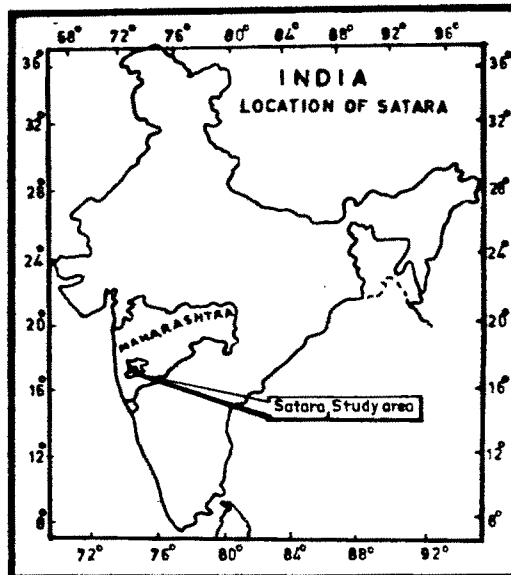 68° 72° 76° 80° 84° 88° 92° 96°
INDIA
LOCATION OF SATARA
36° 36°
32° 32°
28° 28°
24° 24°
20° 20°
MAHARASHTRA
16° 16°
Satara, Study area
12° 12°
8° 8°
72° 76° 80° 84° 88° 92°